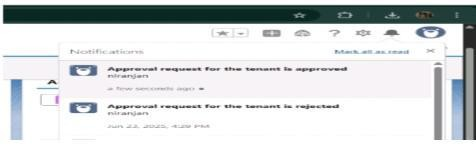 Notifications
Mark all as read
Approval request for the tenant is approved
niranjan
a few seconds ago
Approval request for the tenant is rejected
niranjan
Jun 23, 2025, 4:29 PM